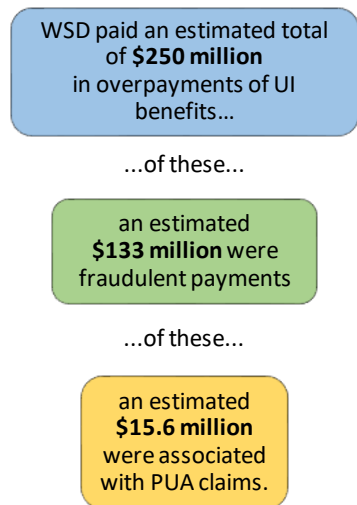 WSD paid an estimated total
of $250 million
in overpayments of UI
benefits...
...of these...
an estimated
$133 million were
fraudulent payments
...of these...
an estimated
$15.6 million
were associated
with PUA claims.